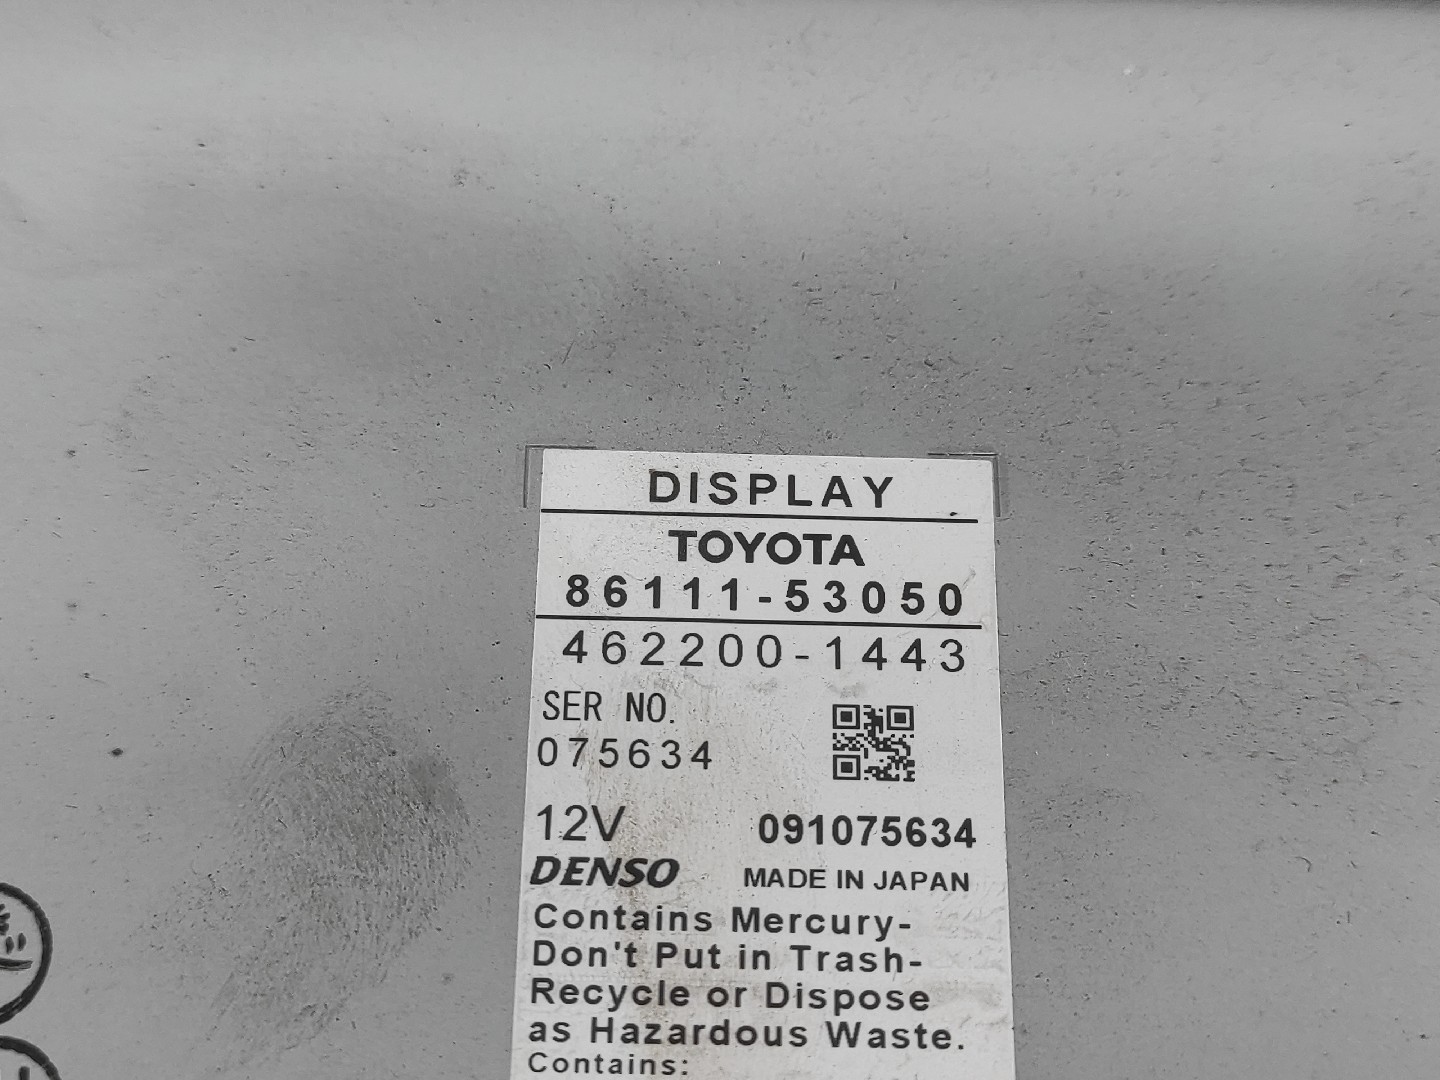 DISPLAY
TOYOTA
86111-53050
462200-1443
SER NO.
075634
12V 091075634
DENSO MADE IN JAPAN
Contains Mercury-
Don't Put in Trash-
Recycle or Dispose
as Hazardous Waste.
Contains: